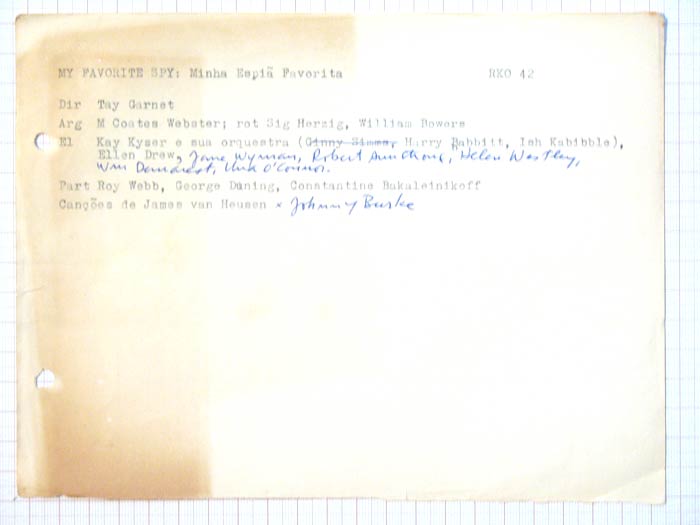 MY FAVORITE SPY: Minha Espiã Favorita RKO 42
Dir Tay Garnet
Arg M Coates Webster; rot Sig Herzig, William Bowers
El Kay Kyser e sua orquestra (Ginny Simms, Harry Babbitt, Ish Kabibble),
Ellen Drew, Jane Wyman, Robert Armstrong, Helen Westley,
Wm Demarest, Una O'Connor.
Part Roy Webb, George Duning, Constantine Bakaleinikoff
Canções de James van Heusen x Johnny Burke